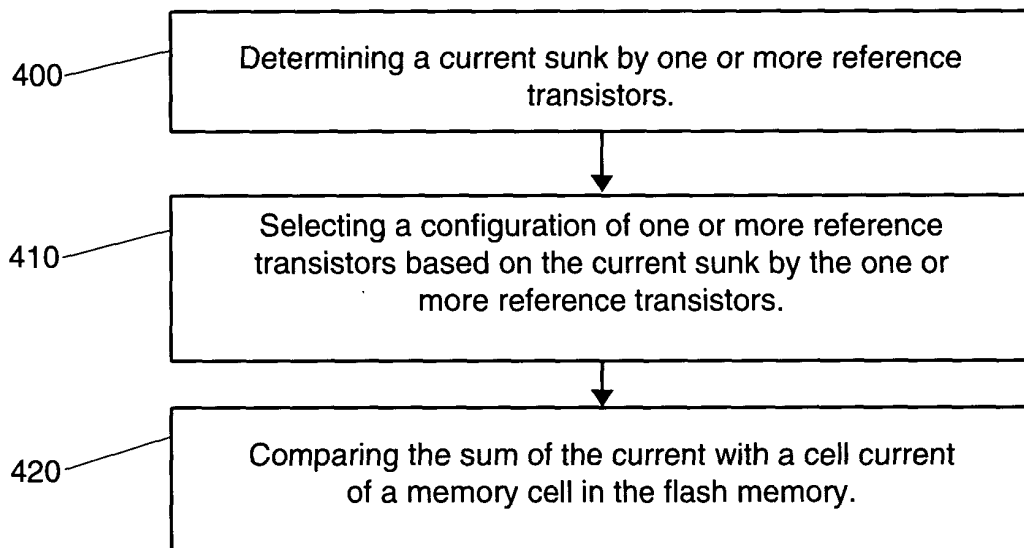 400
Determining a current sunk by one or more reference
transistors.
410
Selecting a configuration of one or more reference
transistors based on the current sunk by the one or
more reference transistors.
420
Comparing the sum of the current with a cell current
of a memory cell in the flash memory.